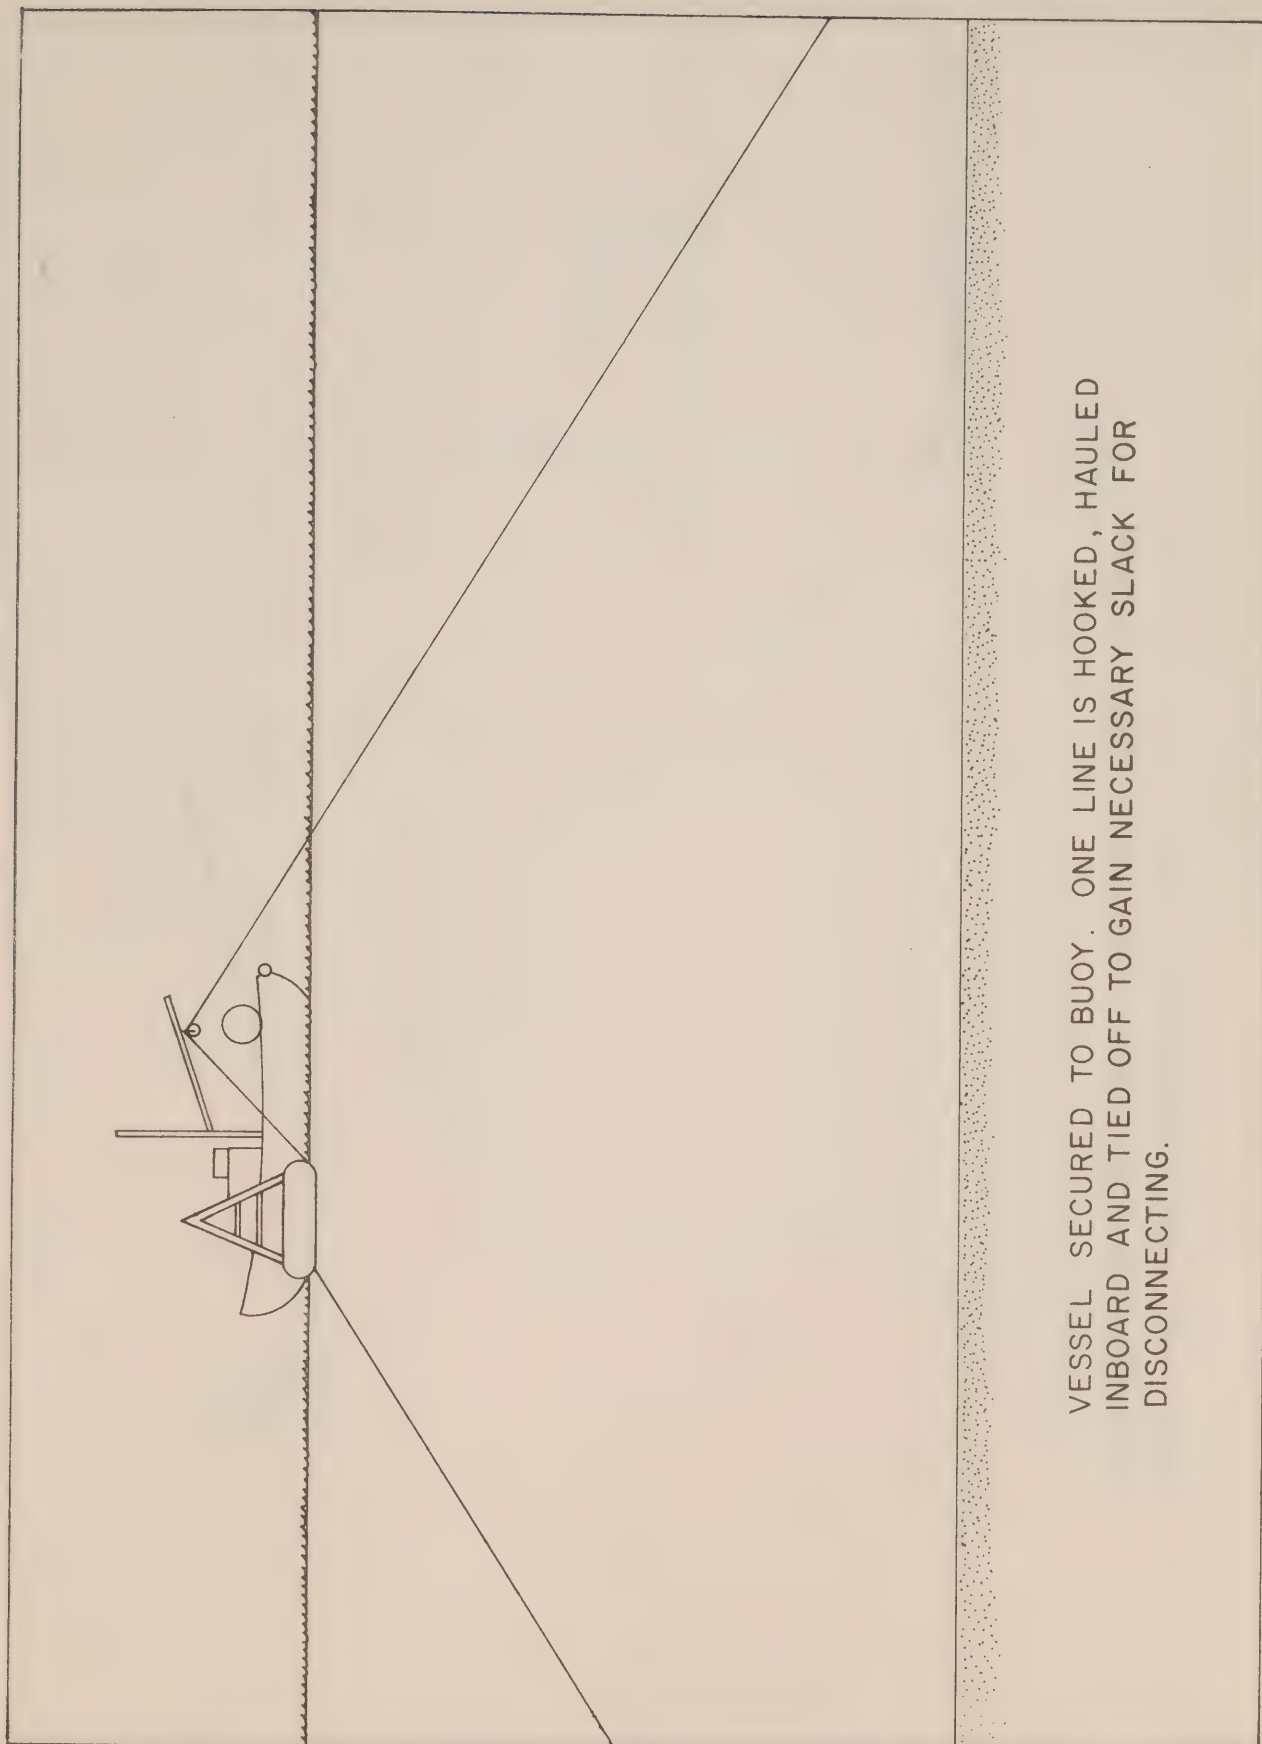 VESSEL SECURED TO BUOY. ONE LINE IS HOOKED, HAULED
INBOARD AND TIED OFF TO GAIN NECESSARY SLACK FOR
DISCONNECTING.